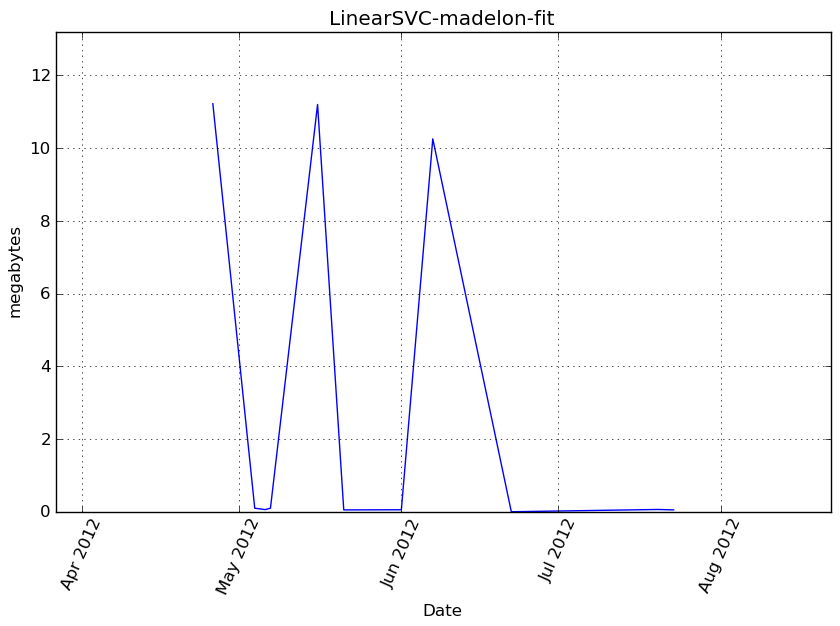 LinearSVC-madelon-fit
megabytes
12
10
8
6
4
2
0
Apr 2012
May 2012
Jun 2012
Jul 2012
Aug 2012
Date